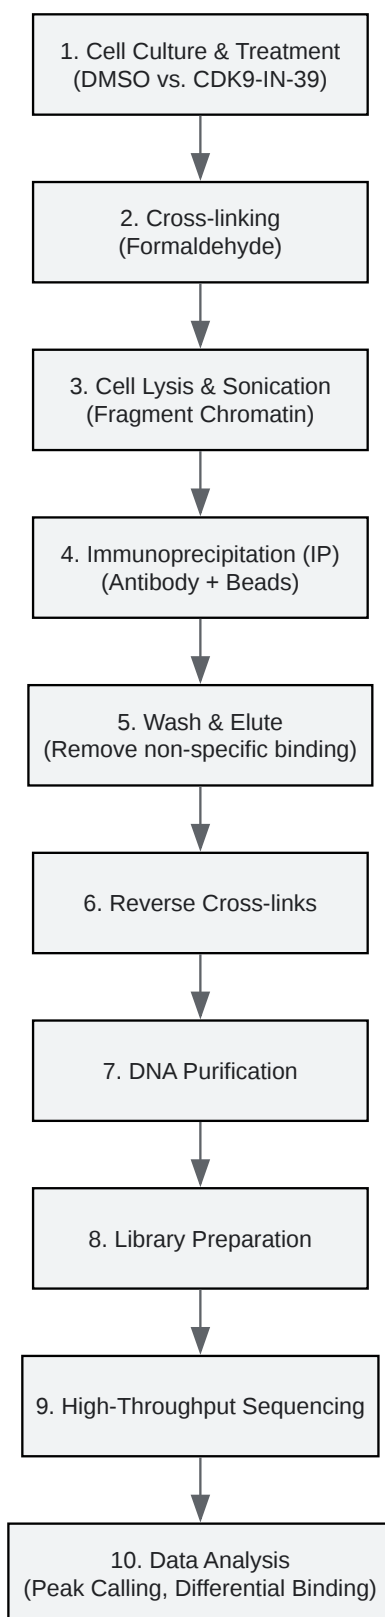 1. Cell Culture & Treatment
(DMSO vs. CDK9-IN-39)
2. Cross-linking
(Formaldehyde)
3. Cell Lysis & Sonication
(Fragment Chromatin)
4. Immunoprecipitation (IP)
(Antibody + Beads)
5. Wash & Elute
(Remove non-specific binding)
6. Reverse Cross-links
7. DNA Purification
8. Library Preparation
9. High-Throughput Sequencing
10. Data Analysis
(Peak Calling, Differential Binding)